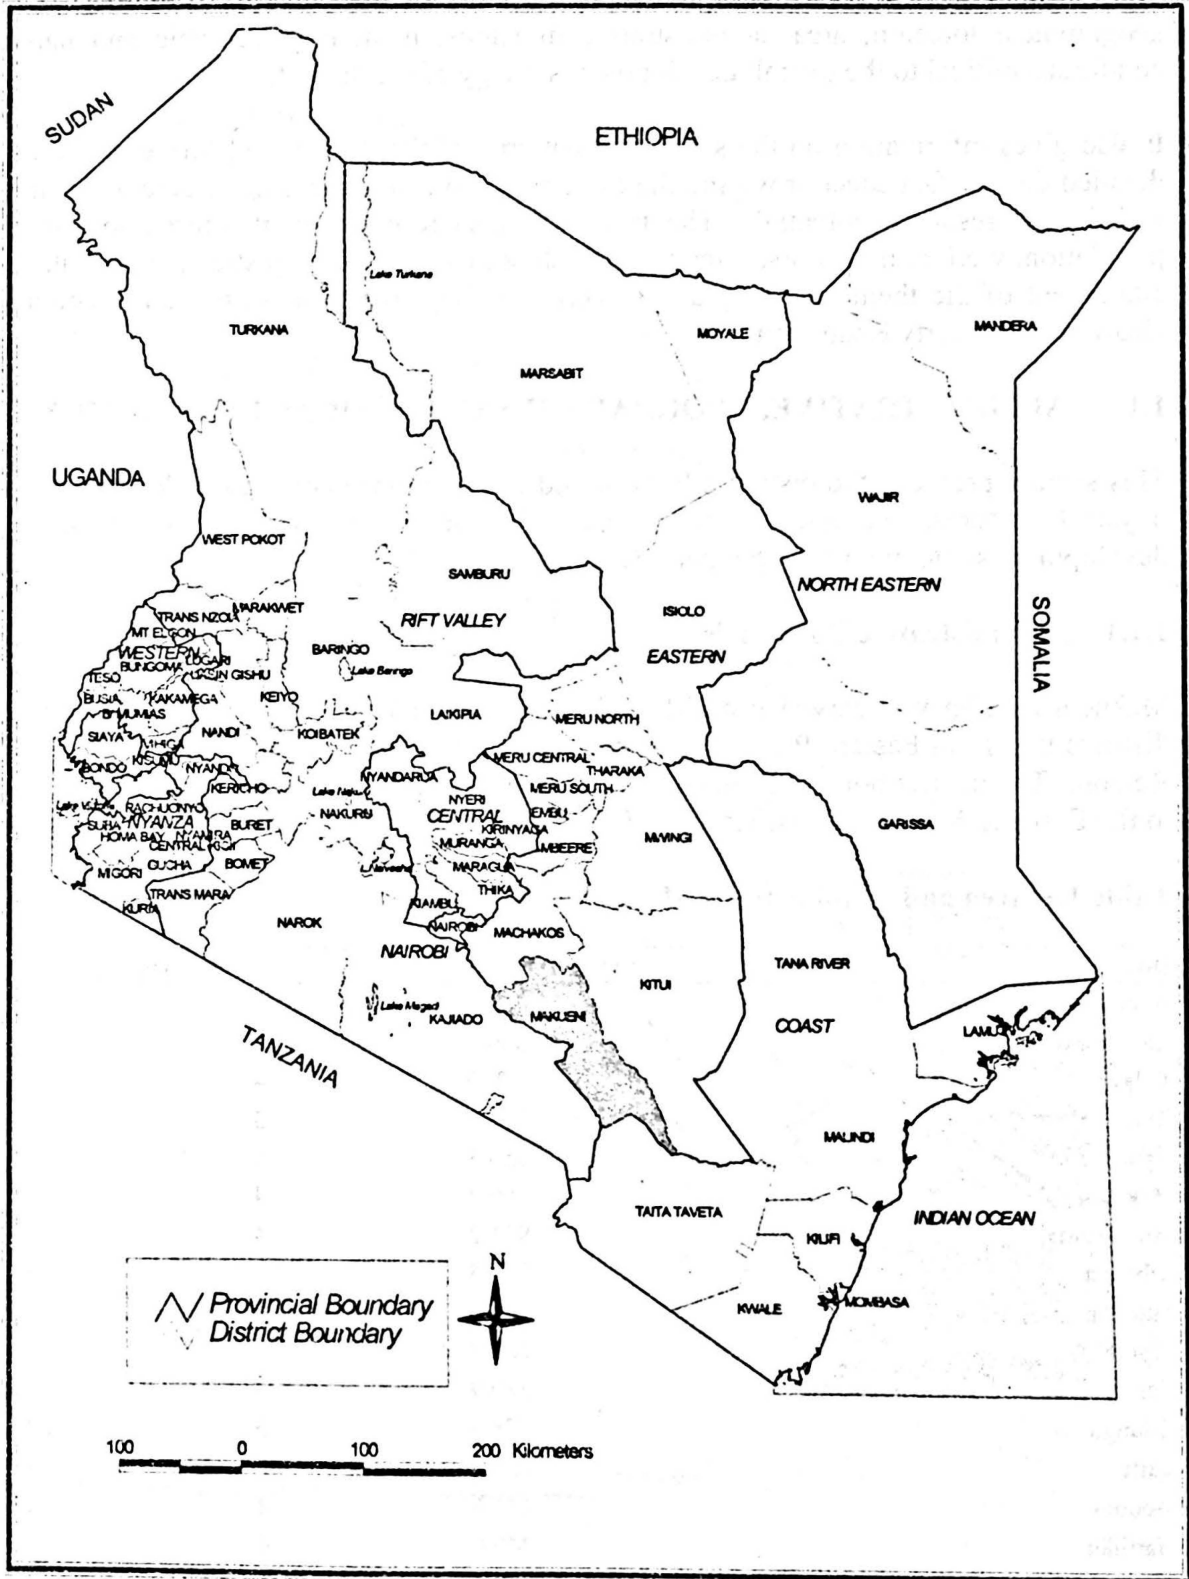 SUDAN
ETHIOPIA
Lake Turkana
TURKANA
MOYALE
MANDERA
MARSABIT
UGANDA
WAJIR
WEST POKOT
SAMBURU
NORTH EASTERN
SOMALIA
MARAKWET
TRANS NZOIA
RIFT VALLEY
ISIOLO
MT ELGON
WESTERN
LUGARI
BUNGOMA
BARINGO
EASTERN
TESO
UASIN GISHU
Lake Baringo
BUSIA
KAKAMEGA
KEIYO
B/MUMIAS
LAIKIPIA
MERU NORTH
SIAYA
VIHIGA
NANDI
KOIBATEK
KISUMU
MERU CENTRAL
BONDO
NYANDO
NYANDARUA
THARAKA
KERICHO
MERU SOUTH
NYERI
RACHUONYO
NAKURU
CENTRAL
EMBU
SUBA
NYANZA
BURET
KIRINYAGA
GARISSA
HOMA BAY
NYAMIRA
MURANGA
MBEERE
MWINGI
CENTRAL KISII
MIGORI
GUCHA
BOMET
L.Naivasha
MARAGUA
TRANS MARA
THIKA
KURIA
KIAMBU
NAROK
NAIROBI
MACHAKOS
NAIROBI
TANA RIVER
KITUI
Lake Magadi
KAJIADO
MAKUENI
COAST
LAMU
TANZANIA
MALINDI
TAITA TAVETA
INDIAN OCEAN
KILIFI
KWALE
MOMBASA
N
Provincial Boundary
District Boundary
100 0 100 200 Kilometers